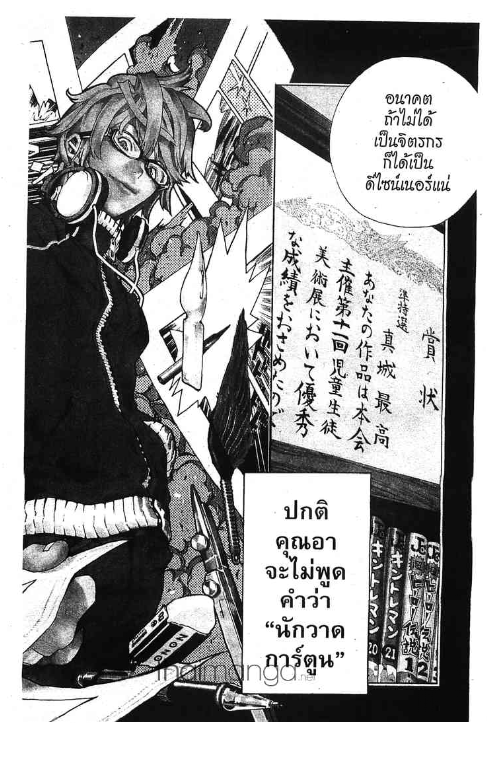 อนาคต
ถ้าไม่ได้
เป็นจิตรกร
ก็ได้เป็น
ดีไซน์เนอร์แน่
賞状
準特選
真城最高
あなたの作品は本会
主催第十一回児童生徒
美術展において優秀
な成績をおさめたので
ปกติ
คุณอา
จะไม่พูด
คำว่า
“นักวาด
การ์ตูน”
キントレマン
20
キントレマン
21
1
2
MONO
thaimanga.net